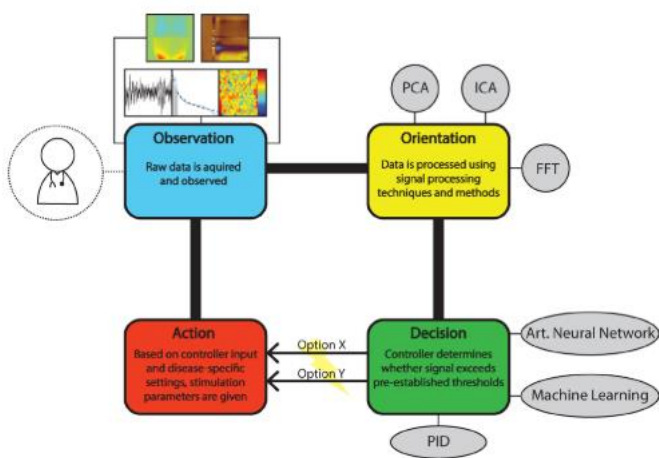 PCA
ICA
Observation
Raw data is aquired
and observed
Orientation
Data is processed using
signal processing
techniques and methods
FFT
Action
Based on controller input
and disease-specific
settings, stimulation
parameters are given
Option X
Option Y
Decision
Controller determines
whether signal exceeds
pre-established thresholds
Art. Neural Network
Machine Learning
PID